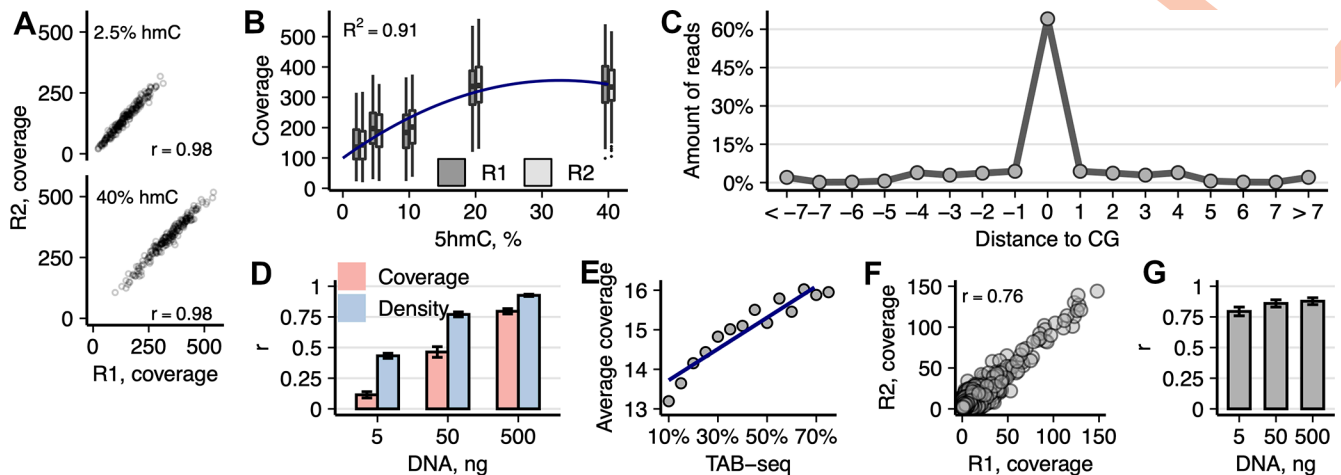 A
2.5% hmC
500
250
0
r = 0.98
40% hmC
500
250
0
r = 0.98
0 250 500
R1, coverage
R2, coverage
B
R² = 0.91
500
400
300
200
100
0
Coverage
R1 R2
0 10 20 30 40
5hmC, %
C
60%
45%
30%
15%
0%
Amount of reads
< −7 −7 −6 −5 −4 −3 −2 −1 0 1 2 3 4 5 6 7 > 7
Distance to CG
D
Coverage
Density
1
0.75
0.5
0.25
0
r
5 50 500
DNA, ng
E
16
15
14
13
Average coverage
10% 30% 50% 70%
TAB−seq
F
r = 0.76
150
100
50
0
R2, coverage
0 50 100 150
R1, coverage
G
1
0.75
0.5
0.25
0
r
5 50 500
DNA, ng